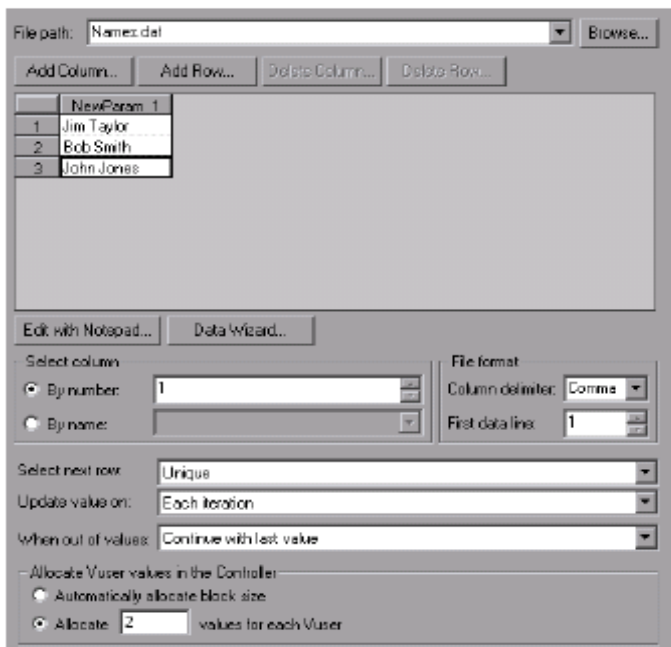 File path: Names.dat Browse...
Add Column... Add Row... Delete Column... Delete Row...
NewParam_1
1 Jim Taylor
2 Bob Smith
3 John Jones
Edit with Notepad... Data Wizard...
Select column File format
By number: 1 Column delimiter: Comma
By name: First data line: 1
Select next row: Unique
Update value on: Each iteration
When out of values: Continue with last value
Allocate Vuser values in the Controller
Automatically allocate block size
Allocate 2 values for each Vuser